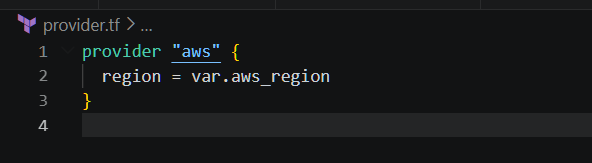 provider.tf > ...
1 provider "aws" {
2   region = var.aws_region
3 }
4